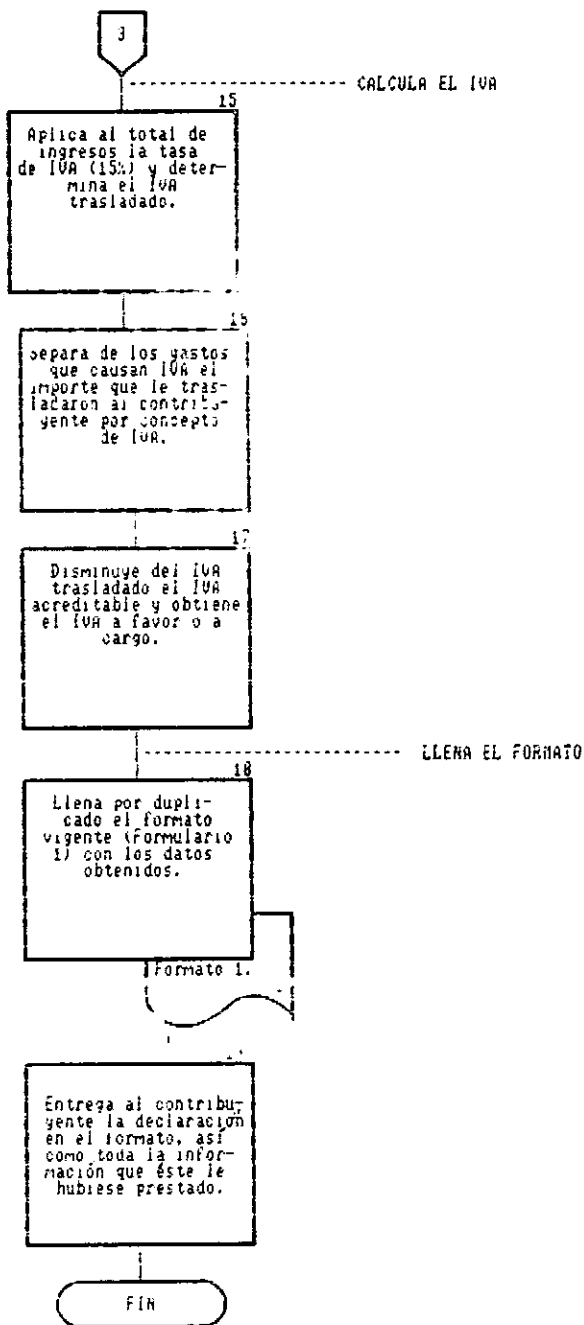 3
CALCULA EL IVA
15
Aplica al total de
ingresos la tasa
de IVA (15%) y deter-
mina el IVA
trasladado.
16
Separa de los gastos
que causan IVA el
importe que le tras-
ladaron al contribu-
yente por concepto
de IVA.
17
Disminuye del IVA
trasladado el IVA
acreditable y obtiene
el IVA a favor o a
cargo.
LLENA EL FORMATO
18
Llena por dupli-
cado el formato
vigente (Formulario
1) con los datos
obtenidos.
Formato 1.
Entrega al contribu-
yente la declaración
en el formato, así
como toda la infor-
mación que éste le
hubiese prestado.
FIN